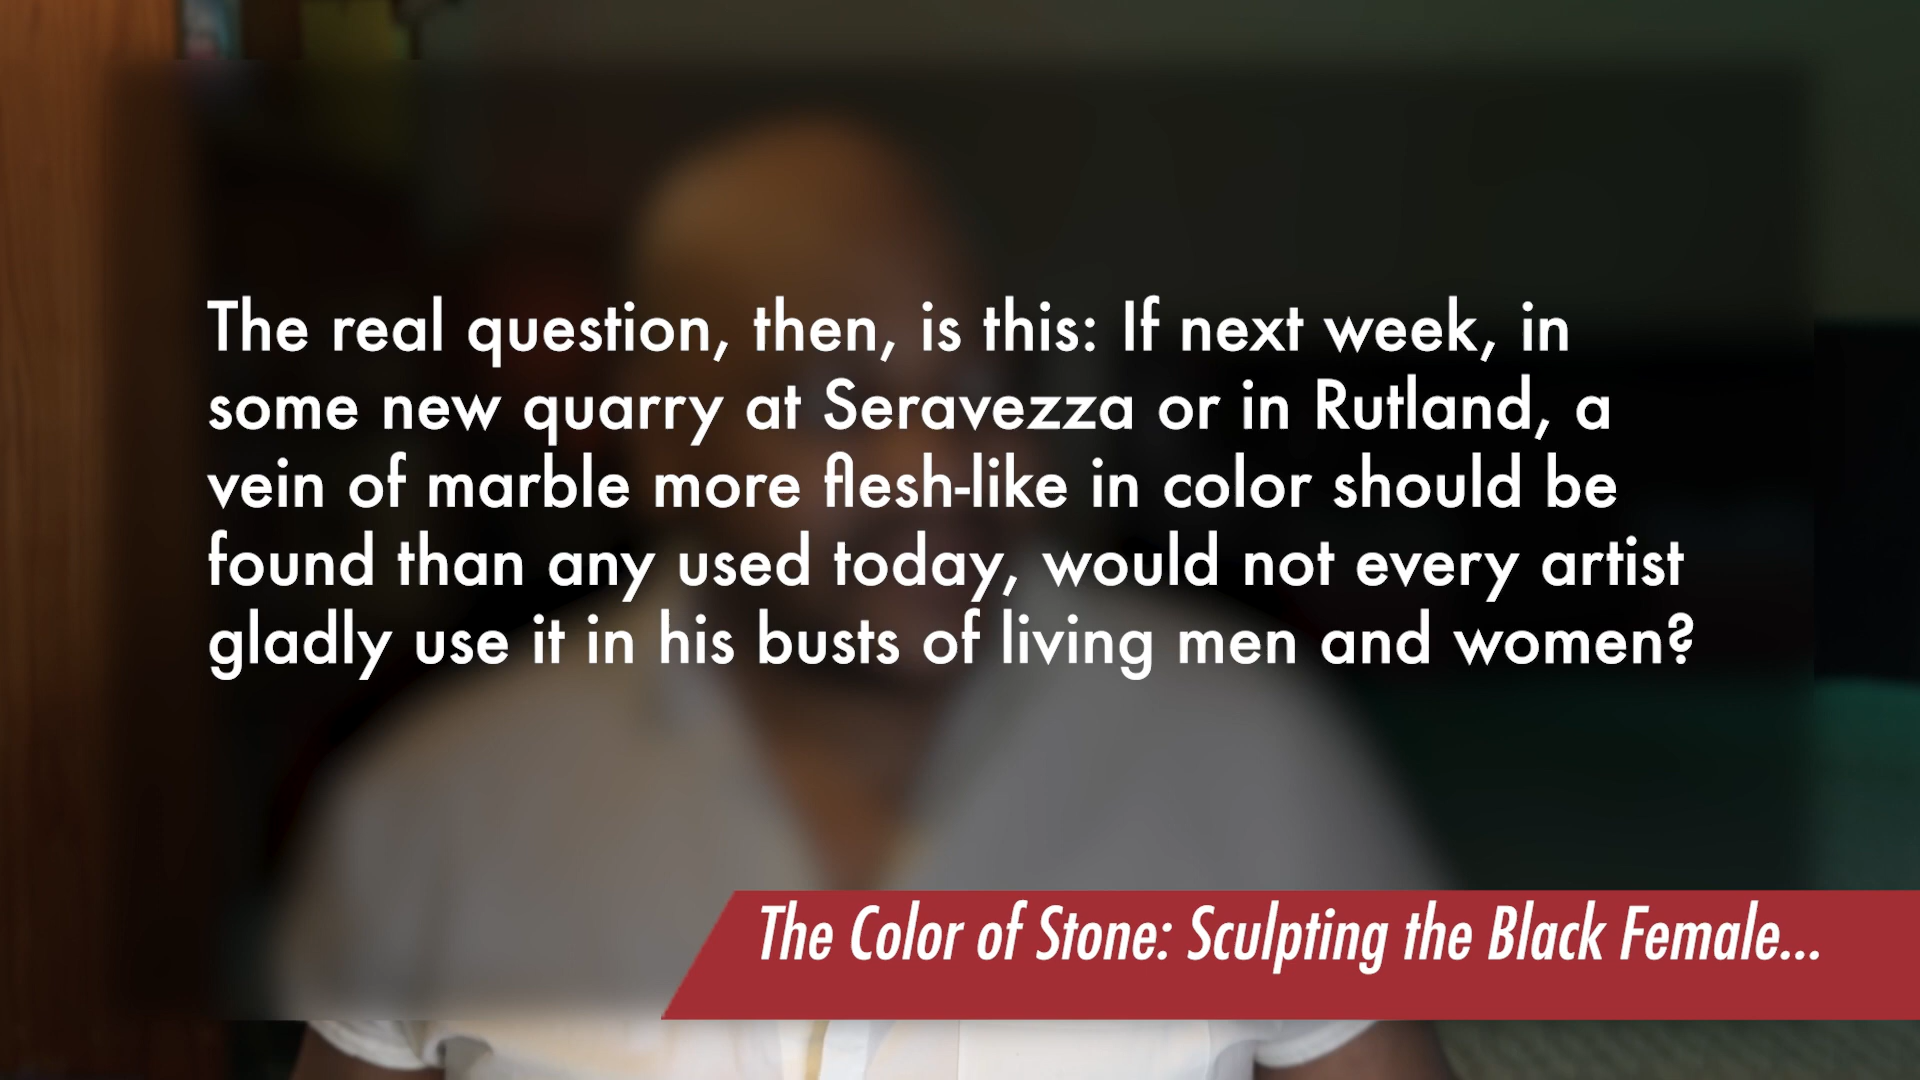 The real question, then, is this: If next week, in
some new quarry at Seravezza or in Rutland, a
vein of marble more flesh-like in color should be
found than any used today, would not every artist
gladly use it in his busts of living men and women?
The Color of Stone: Sculpting the Black Female...